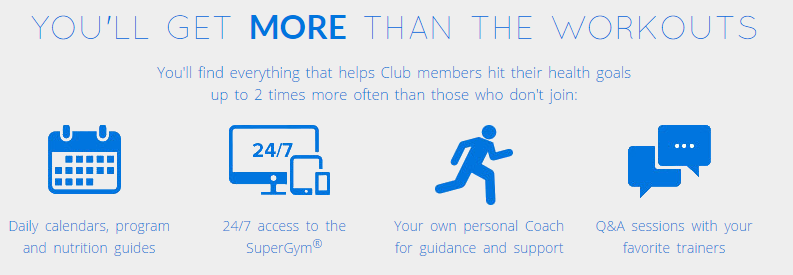 YOU'LL GET MORE THAN THE WORKOUTS
You'll find everything that helps Club members hit their health goals
up to 2 times more often than those who don't join:
24/7
Daily calendars, program
and nutrition guides
24/7 access to the
SuperGym®
Your own personal Coach
for guidance and support
Q&A sessions with your
favorite trainers